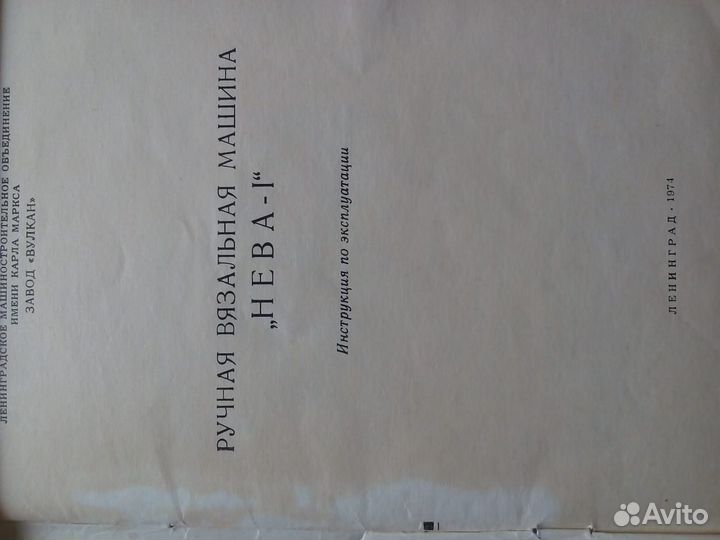 ЛЕНИНГРАДСКОЕ МАШИНОСТРОИТЕЛЬНОЕ ОБЪЕДИНЕНИЕ
ИМЕНИ КАРЛА МАРКСА
ЗАВОД «ВУЛКАН»
РУЧНАЯ ВЯЗАЛЬНАЯ МАШИНА
„НЕВА-I“
Инструкция по эксплуатации
ЛЕНИНГРАД · 1974
Avito